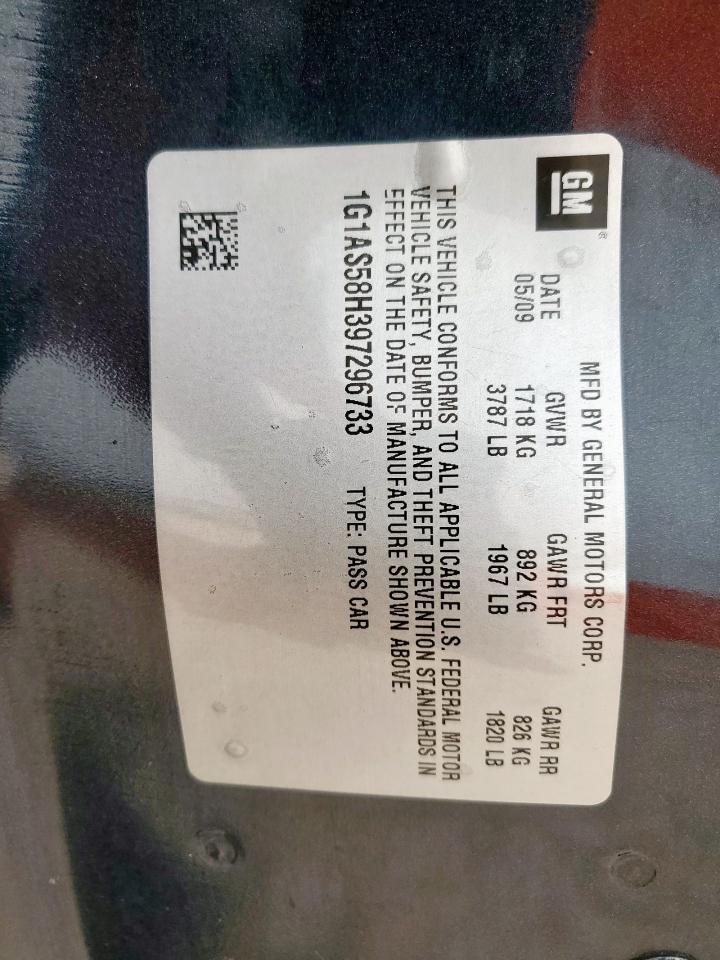 GM®
MFD BY GENERAL MOTORS CORP.
DATE GVWR GAWR FRT GAWR RR
05/09 1718 KG 892 KG 826 KG
3787 LB 1967 LB 1820 LB
THIS VEHICLE CONFORMS TO ALL APPLICABLE U.S. FEDERAL MOTOR
VEHICLE SAFETY, BUMPER, AND THEFT PREVENTION STANDARDS IN
EFFECT ON THE DATE OF MANUFACTURE SHOWN ABOVE.
1G1AS58H397296733 TYPE: PASS CAR